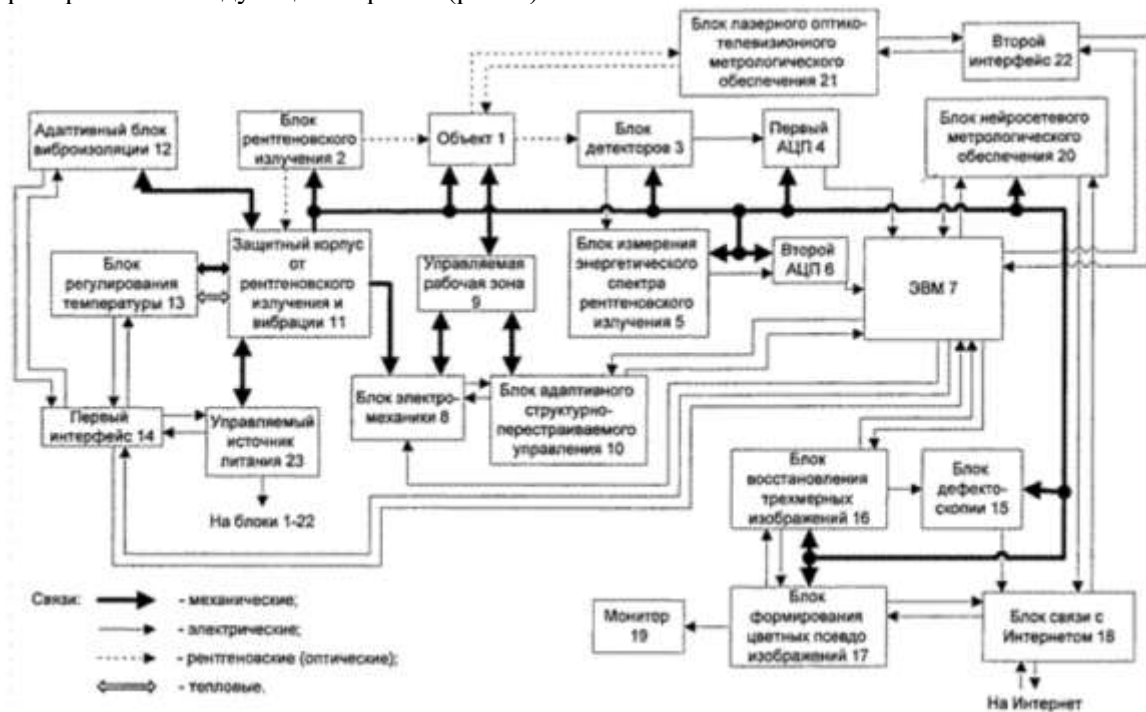 Блок лазерного оптико-
телевизионного
метрологического
обеспечения 21
Второй
интерфейс 22
Адаптивный блок
виброизоляции 12
Блок
рентгеновского
излучения 2
Объект 1
Блок
детекторов 3
Первый
АЦП 4
Блок нейросетевого
метрологического
обеспечения 20
Блок
регулирования
температуры 13
Защитный корпус
от
рентгеновского
излучения и
вибрации 11
Управляемая
рабочая зона
9
Блок измерения
энергетического
спектра
рентгеновского
излучения 5
Второй
АЦП 6
ЭВМ 7
Первый
интерфейс 14
Управляемый
источник
питания 23
Блок электро-
механики 8
Блок адаптивного
структурно-
перестраиваемого
управления 10
На блоки 1-22
Блок
восстановления
трехмерных
изображений 16
Блок
дефекто-
скопии 15
Связи:
- механические;
- электрические;
- рентгеновские (оптические);
- тепловые.
Монитор
19
Блок
формирования
цветных псевдо
изображений 17
Блок связи с
Интернетом 18
На Интернет